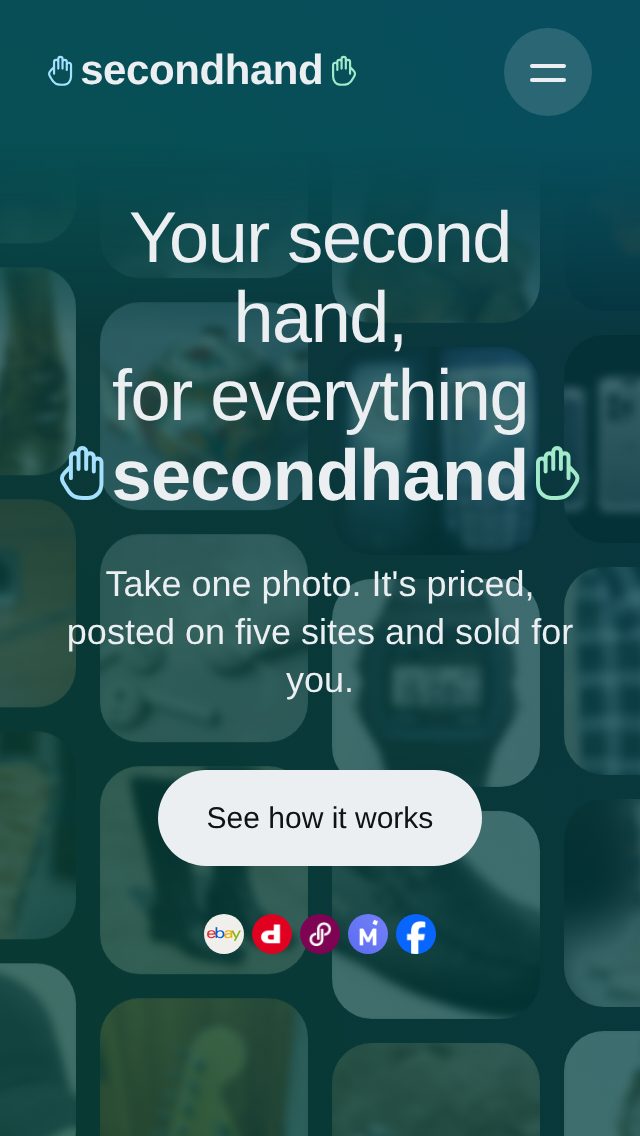 secondhand
Your second
hand,
for everything
secondhand
Take one photo. It's priced,
posted on five sites and sold for
you.
See how it works
ebay